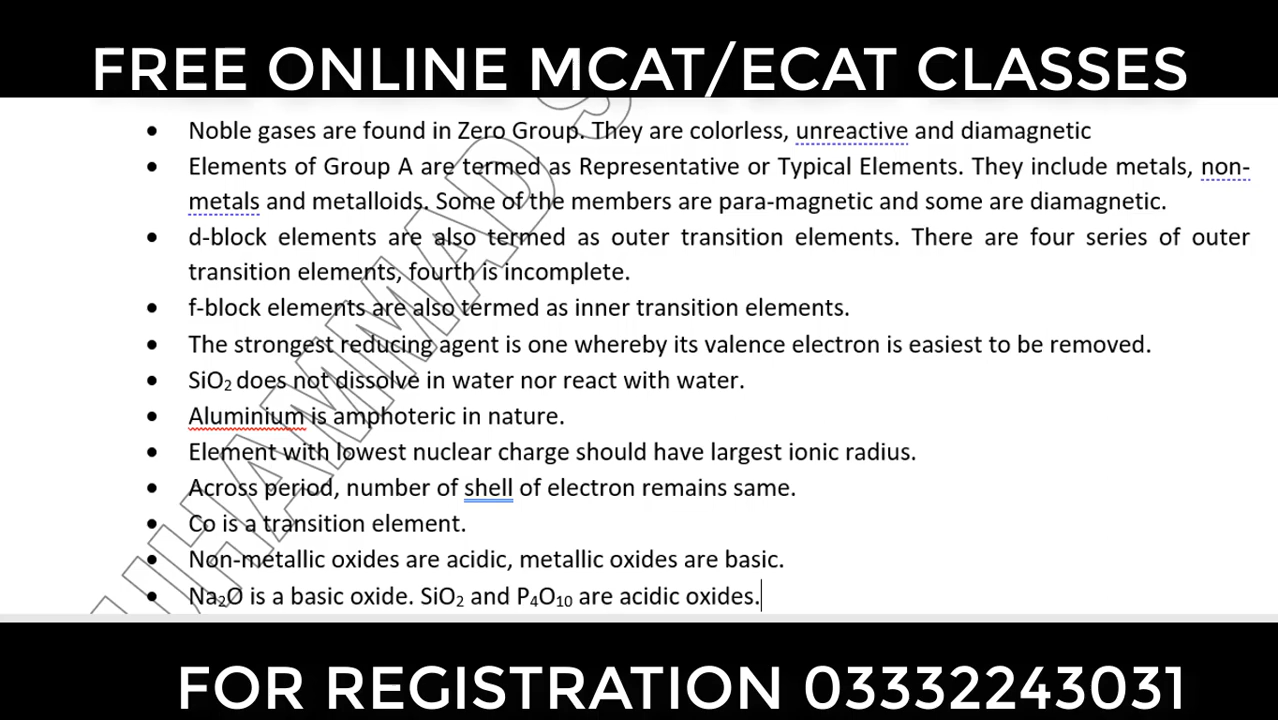 FREE ONLINE MCAT/ECAT CLASSES
• Noble gases are found in Zero Group. They are colorless, unreactive and diamagnetic
• Elements of Group A are termed as Representative or Typical Elements. They include metals, non-
metals and metalloids. Some of the members are para-magnetic and some are diamagnetic.
• d-block elements are also termed as outer transition elements. There are four series of outer
transition elements, fourth is incomplete.
• f-block elements are also termed as inner transition elements.
• The strongest reducing agent is one whereby its valence electron is easiest to be removed.
• SiO₂ does not dissolve in water nor react with water.
• Aluminium is amphoteric in nature.
• Element with lowest nuclear charge should have largest ionic radius.
• Across period, number of shell of electron remains same.
• Co is a transition element.
• Non-metallic oxides are acidic, metallic oxides are basic.
• Na₂O is a basic oxide. SiO₂ and P₄O₁₀ are acidic oxides.
MUHAMMAD S
FOR REGISTRATION 03332243031